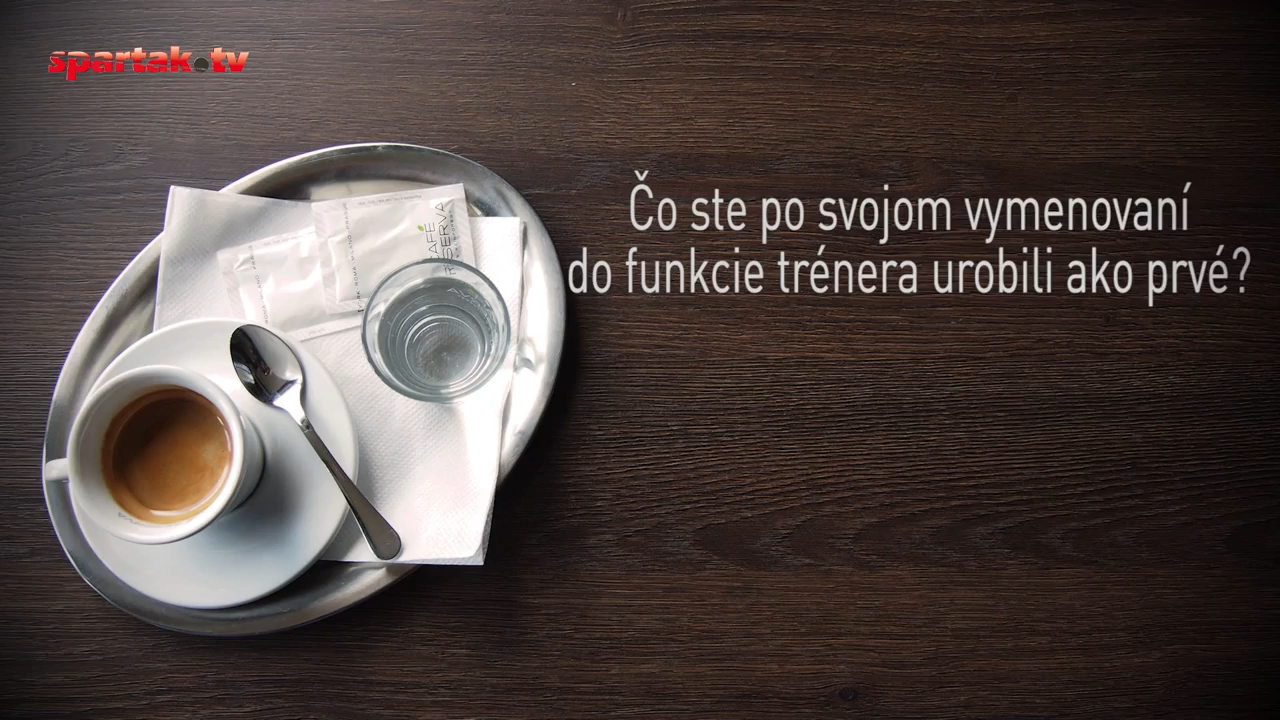 spartak.tv
Čo ste po svojom vymenovaní
do funkcie trénera urobili ako prvé?